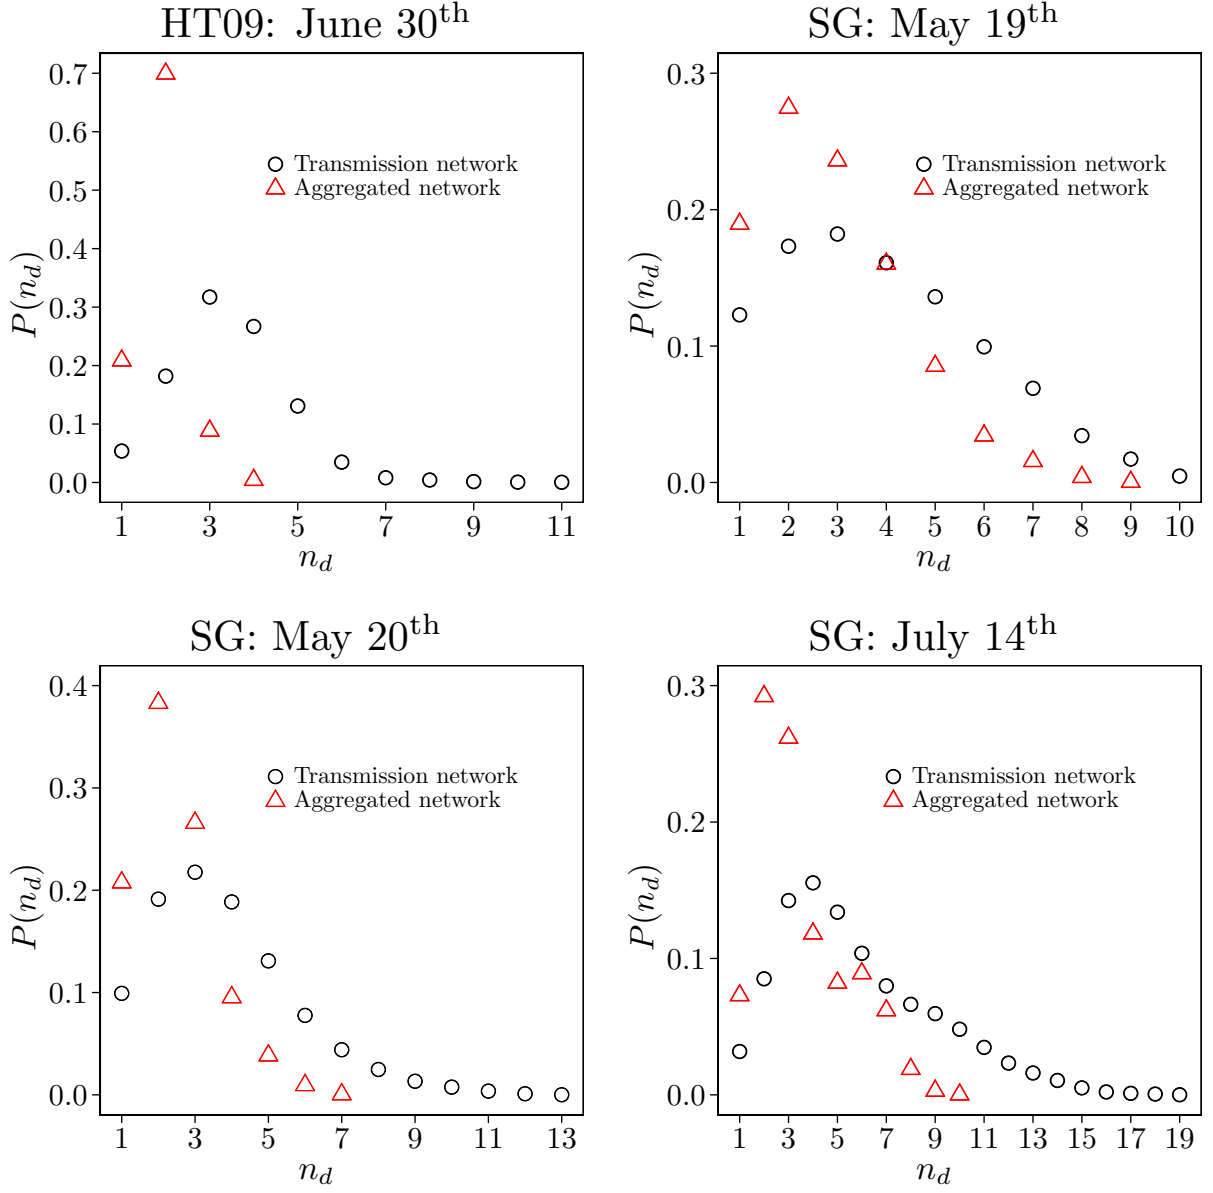 HT09: June 30th
0.7
0.6
0.5
0.4
0.3
0.2
0.1
0.0
P(n_d)
Transmission network
Aggregated network
1 3 5 7 9 11
n_d
SG: May 19th
0.3
0.2
0.1
0.0
P(n_d)
Transmission network
Aggregated network
1 2 3 4 5 6 7 8 9 10
n_d
SG: May 20th
0.4
0.3
0.2
0.1
0.0
P(n_d)
Transmission network
Aggregated network
1 3 5 7 9 11 13
n_d
SG: July 14th
0.3
0.2
0.1
0.0
P(n_d)
Transmission network
Aggregated network
1 3 5 7 9 11 13 15 17 19
n_d